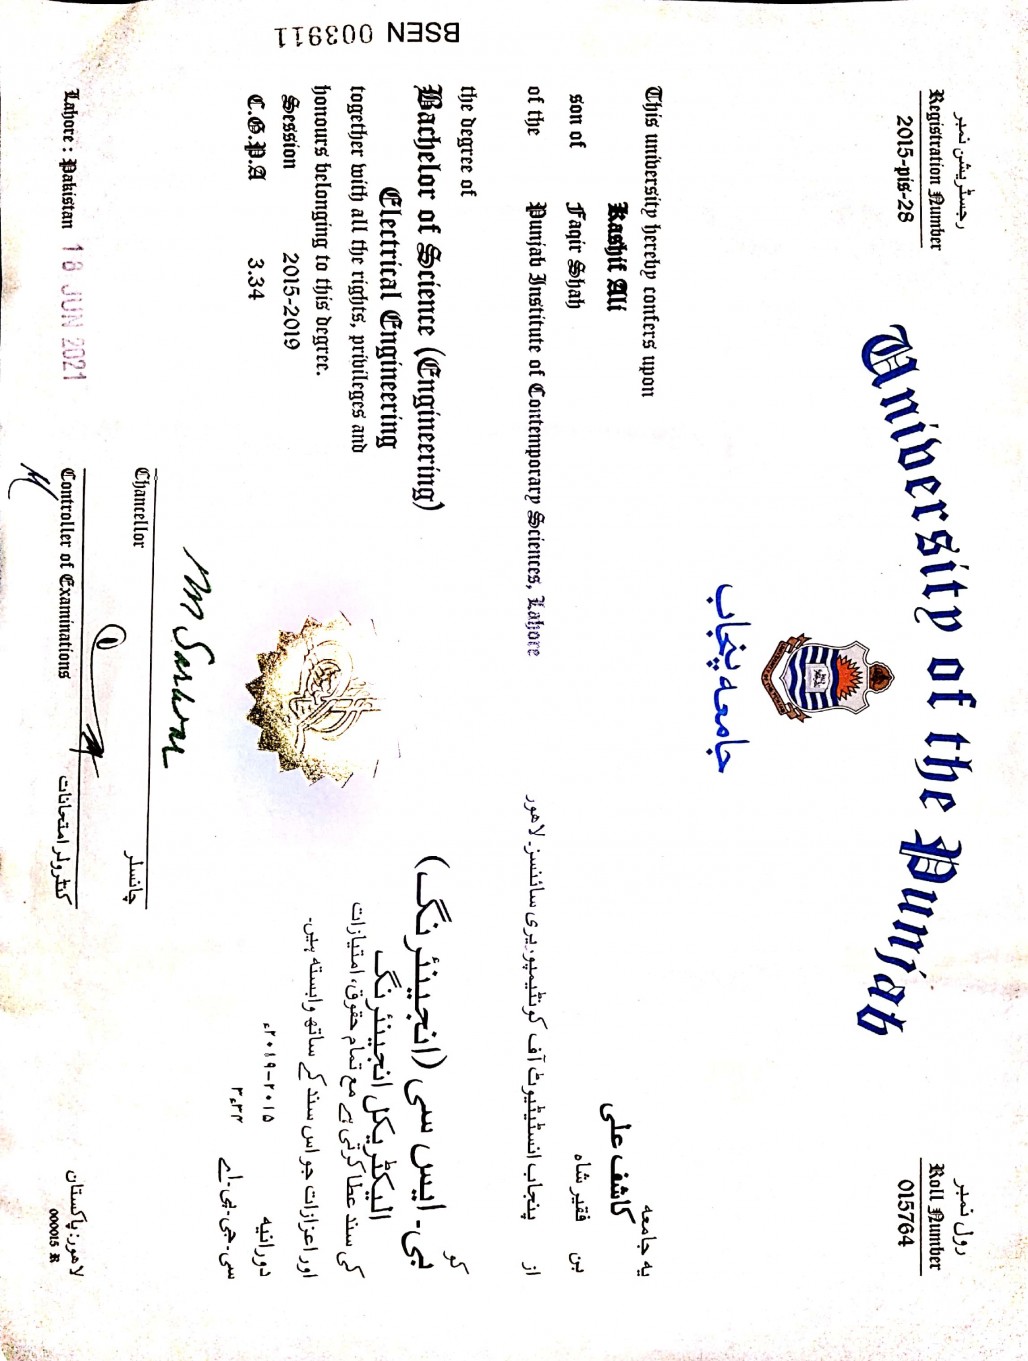 BSEN 003911
رجسٹریشن نمبر
Registration Number
2015-pis-28
رول نمبر
Roll Number
015764
University of the Punjab
جامعہ پنجاب
This university hereby confers upon
Kashif Ali
son of Faqir Shah
of the Punjab Institute of Contemporary Sciences, Lahore
the degree of
Bachelor of Science (Engineering)
Electrical Engineering
together with all the rights, privileges and
honours belonging to this degree.
Session 2015-2019
C.G.P.A 3.34
یہ جامعہ
کاشف علی
بن فقیر شاہ
از پنجاب انسٹیٹیوٹ آف کونٹیمپوریری سائنسز۔ لاہور
کو
بی۔ ایس سی (انجینئرنگ)
الیکٹریکل انجینئرنگ
کی سند عطا کرتی ہے مع تمام حقوق، امتیازات
اور اعزازات جو اس سند کے ساتھ وابستہ ہیں۔
دورانیہ ۲۰۱۵-۲۰۱۹ء
سی۔جی۔پی۔اے ۳ء۳۴
M Sarwar
Chancellor چانسلر
Controller of Examinations کنٹرولر امتحانات
Lahore : Pakistan 18 JUN 2021
لاہور: پاکستان
000015 R